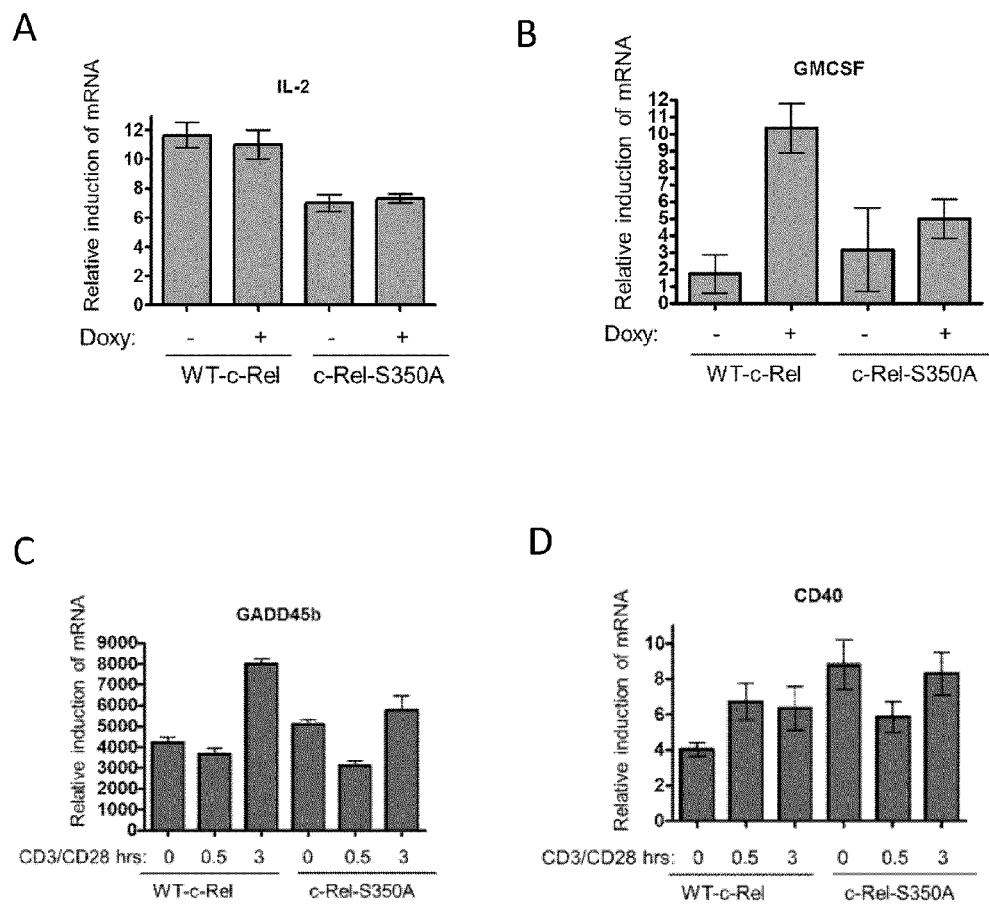 A
IL-2
Relative induction of mRNA
12
10
8
6
4
2
0
Doxy: - + - +
WT-c-Rel c-Rel-S350A
B
GMCSF
Relative induction of mRNA
12
11
10
9
8
7
6
5
4
3
2
1
0
Doxy: - + - +
WT-c-Rel c-Rel-S350A
C
GADD45b
Relative induction of mRNA
9000
8000
7000
6000
5000
4000
3000
2000
1000
0
CD3/CD28 hrs: 0 0.5 3 0 0.5 3
WT-c-Rel c-Rel-S350A
D
CD40
Relative induction of mRNA
10
8
6
4
2
0
CD3/CD28 hrs: 0 0.5 3 0 0.5 3
WT-c-Rel c-Rel-S350A